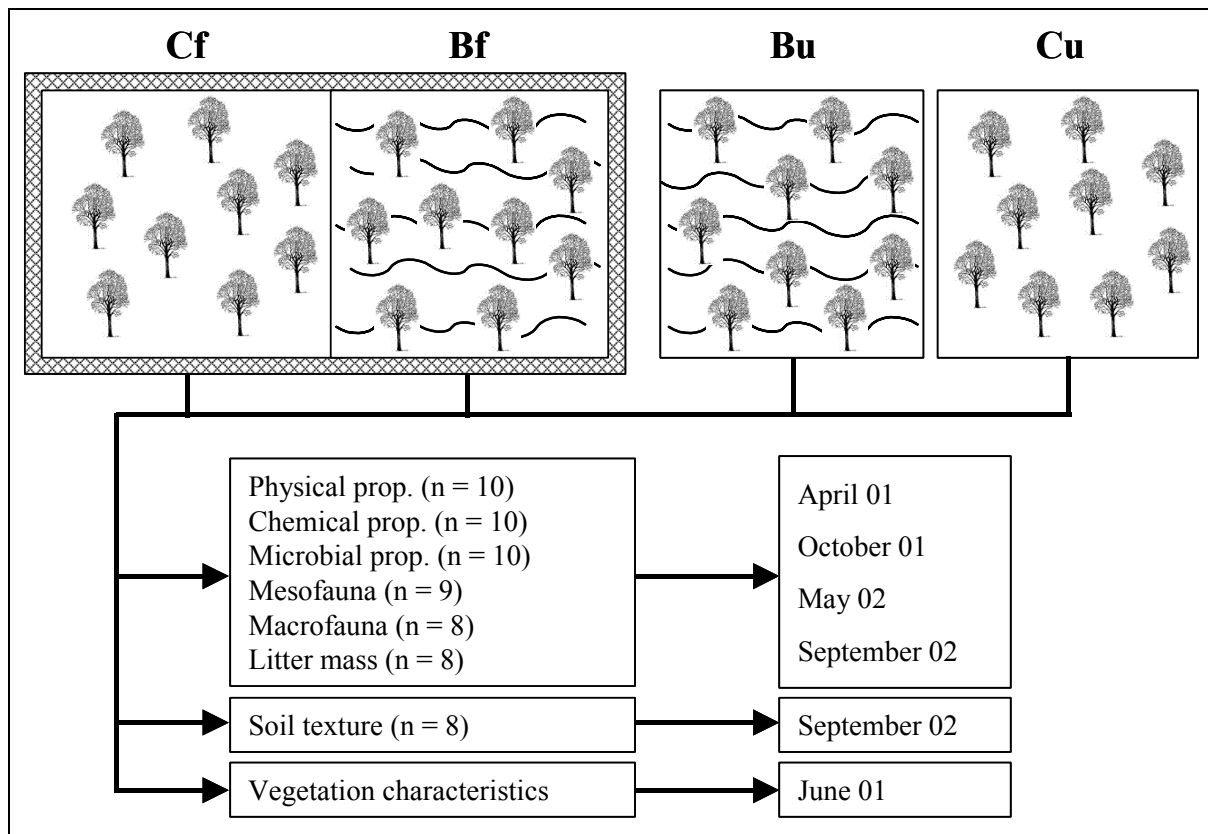 Cf Bf Bu Cu
Physical prop. (n = 10)
Chemical prop. (n = 10)
Microbial prop. (n = 10)
Mesofauna (n = 9)
Macrofauna (n = 8)
Litter mass (n = 8)
April 01
October 01
May 02
September 02
Soil texture (n = 8)
September 02
Vegetation characteristics
June 01